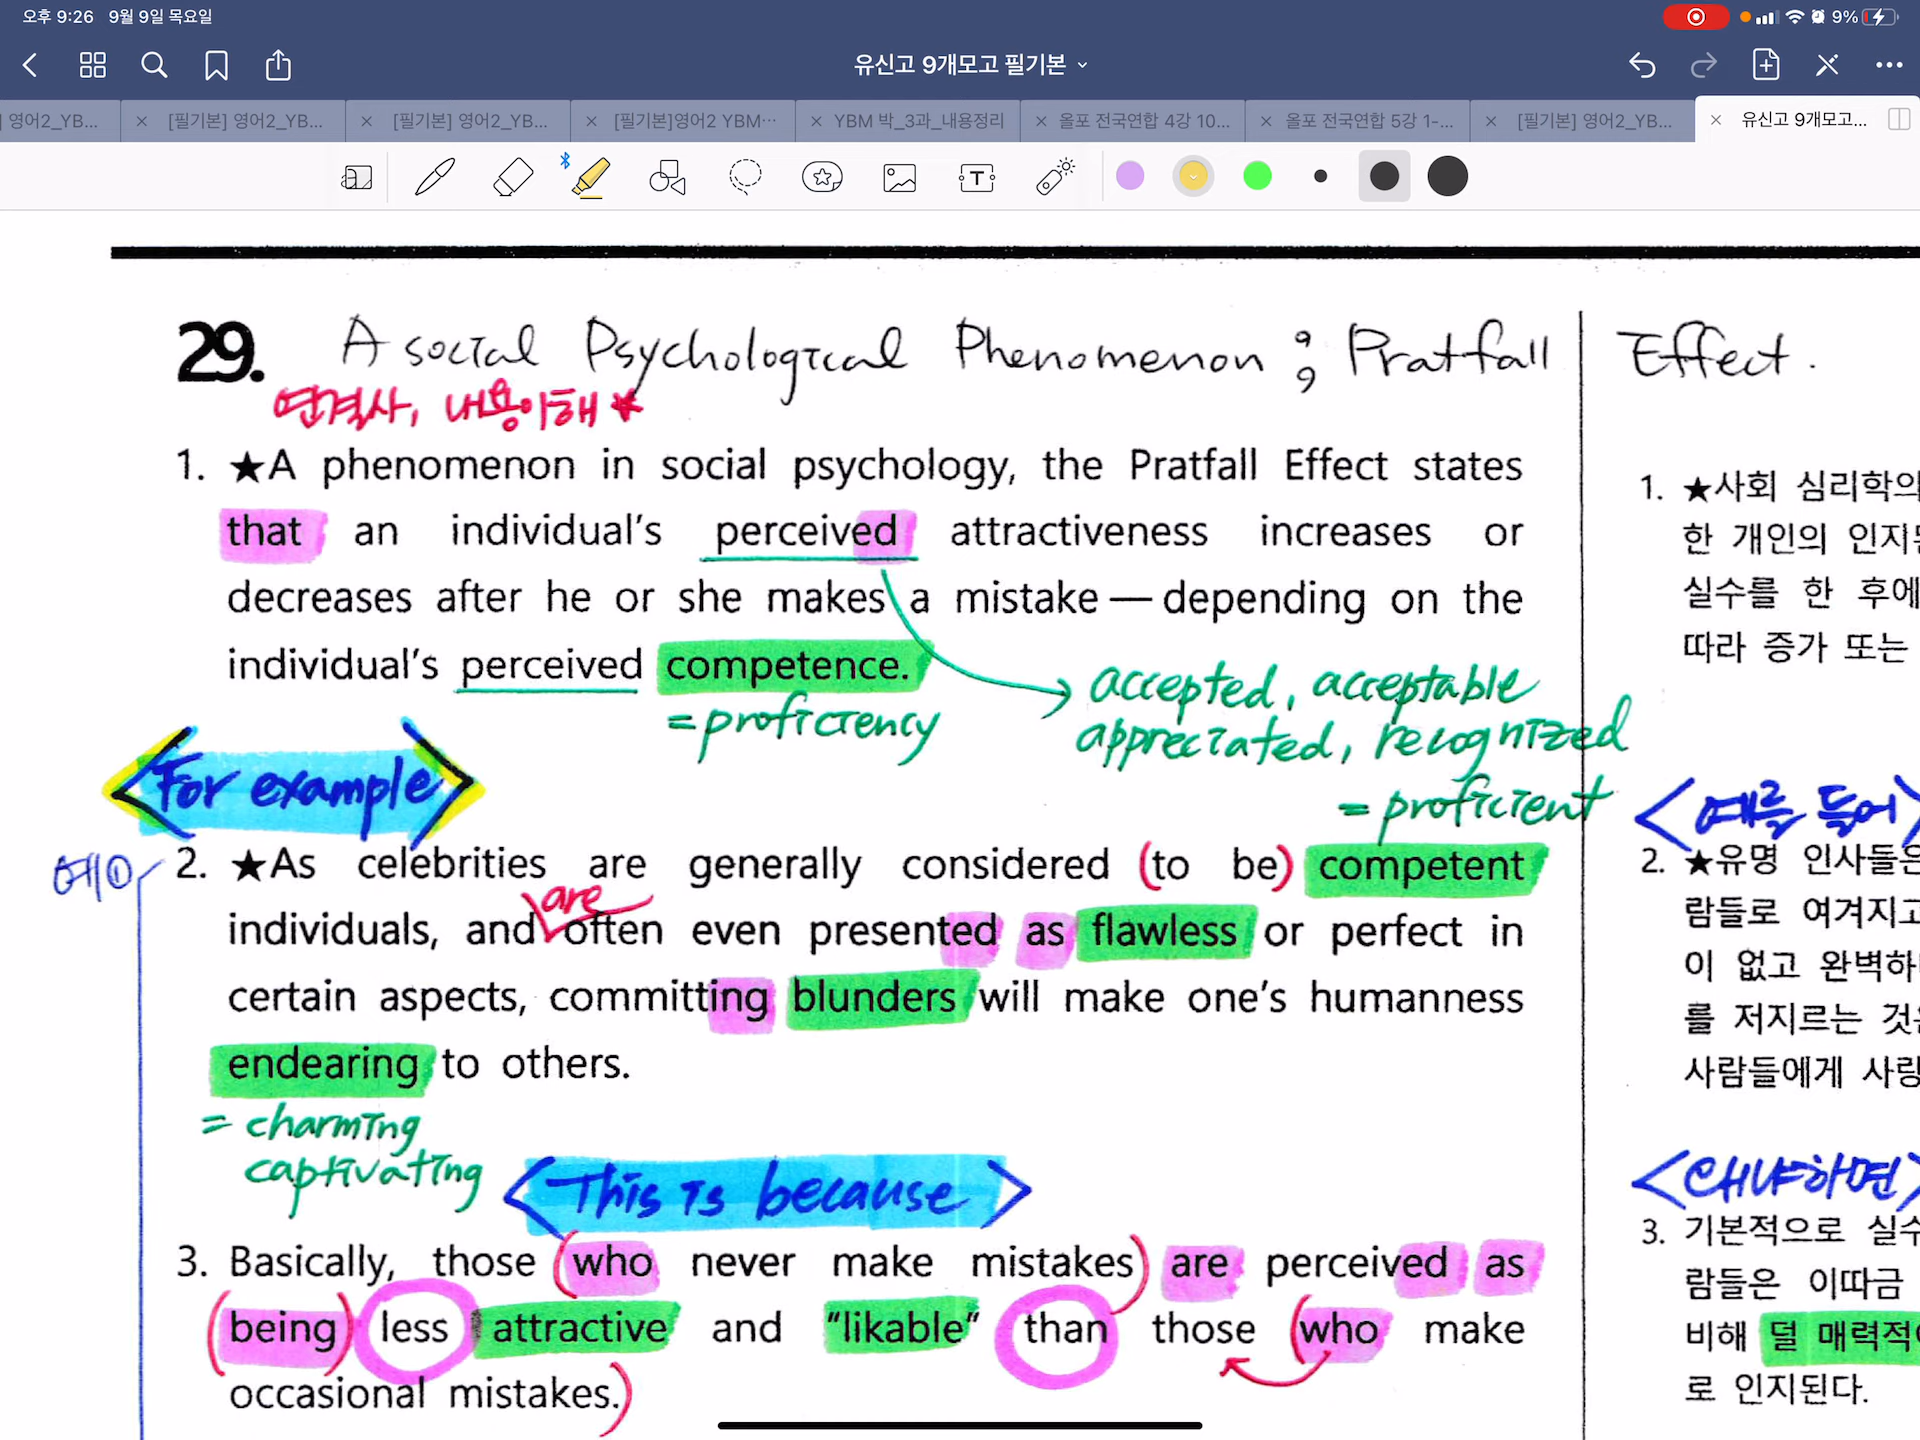 오후 9:26 9월 9일 목요일
9%
유신고 9개모고 필기본
영어2_YB...
[필기본] 영어2_YB...
[필기본] 영어2_YB...
[필기본]영어2 YBM...
YBM 박_3과_내용정리
올포 전국연합 4강 10...
올포 전국연합 5강 1-...
[필기본] 영어2_YB...
유신고 9개모고...
29. A social Psychological Phenomenon ; Pratfall Effect.
연결사, 내용이해 ★
1. ★A phenomenon in social psychology, the Pratfall Effect states
that an individual's perceived attractiveness increases or
decreases after he or she makes a mistake — depending on the
individual's perceived competence.
= proficiency
accepted, acceptable
appreciated, recognized
<For example>
= proficient
예①
2. ★As celebrities are generally considered (to be) competent
are
individuals, and often even presented as flawless or perfect in
certain aspects, committing blunders will make one's humanness
endearing to others.
= charming
captivating
<This is because>
3. Basically, those (who never make mistakes) are perceived as
(being) less attractive and "likable" than those (who make
occasional mistakes.)
1. ★사회 심리학의
한 개인의 인지된
실수를 한 후에
따라 증가 또는
<예를 들어>
2. ★유명 인사들은
람들로 여겨지고
이 없고 완벽하
를 저지르는 것은
사람들에게 사랑
<왜냐하면>
3. 기본적으로 실수
람들은 이따금
비해 덜 매력적
로 인지된다.